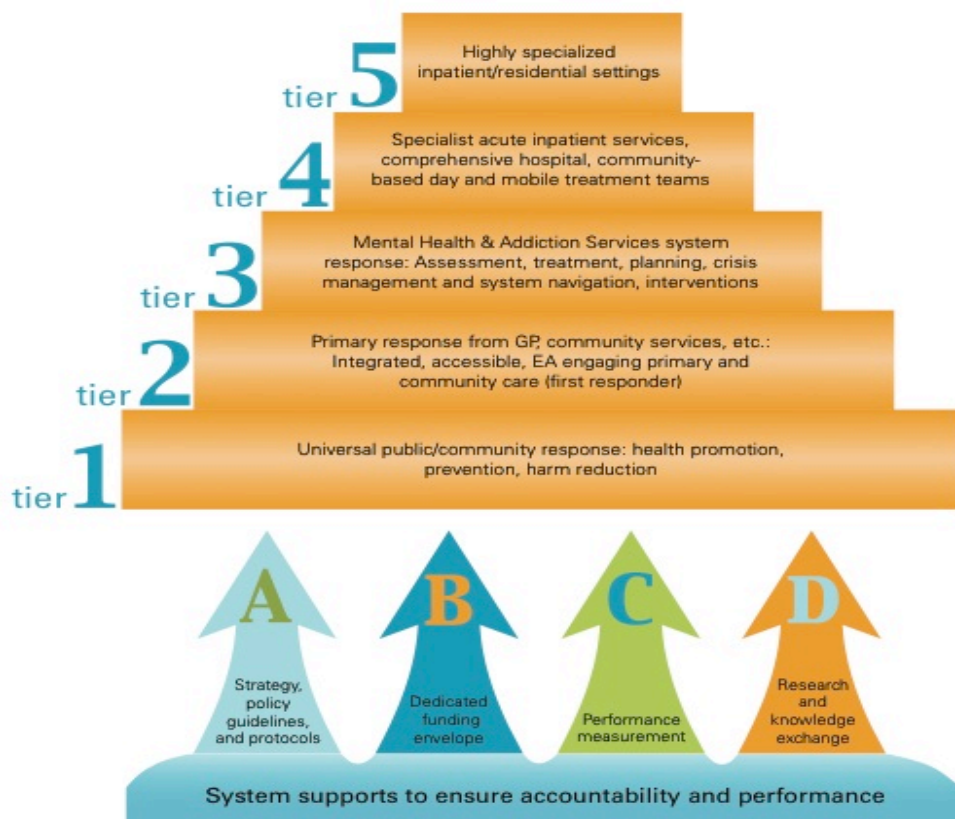 Highly specialized
inpatient/residential settings
tier 5
Specialist acute inpatient services,
comprehensive hospital, community-
based day and mobile treatment teams
tier 4
Mental Health & Addiction Services system
response: Assessment, treatment, planning, crisis
management and system navigation, interventions
tier 3
Primary response from GP, community services, etc.:
Integrated, accessible, EA engaging primary and
community care (first responder)
tier 2
Universal public/community response: health promotion,
prevention, harm reduction
tier 1
A
Strategy,
policy
guidelines,
and protocols
B
Dedicated
funding
envelope
C
Performance
measurement
D
Research
and
knowledge
exchange
System supports to ensure accountability and performance